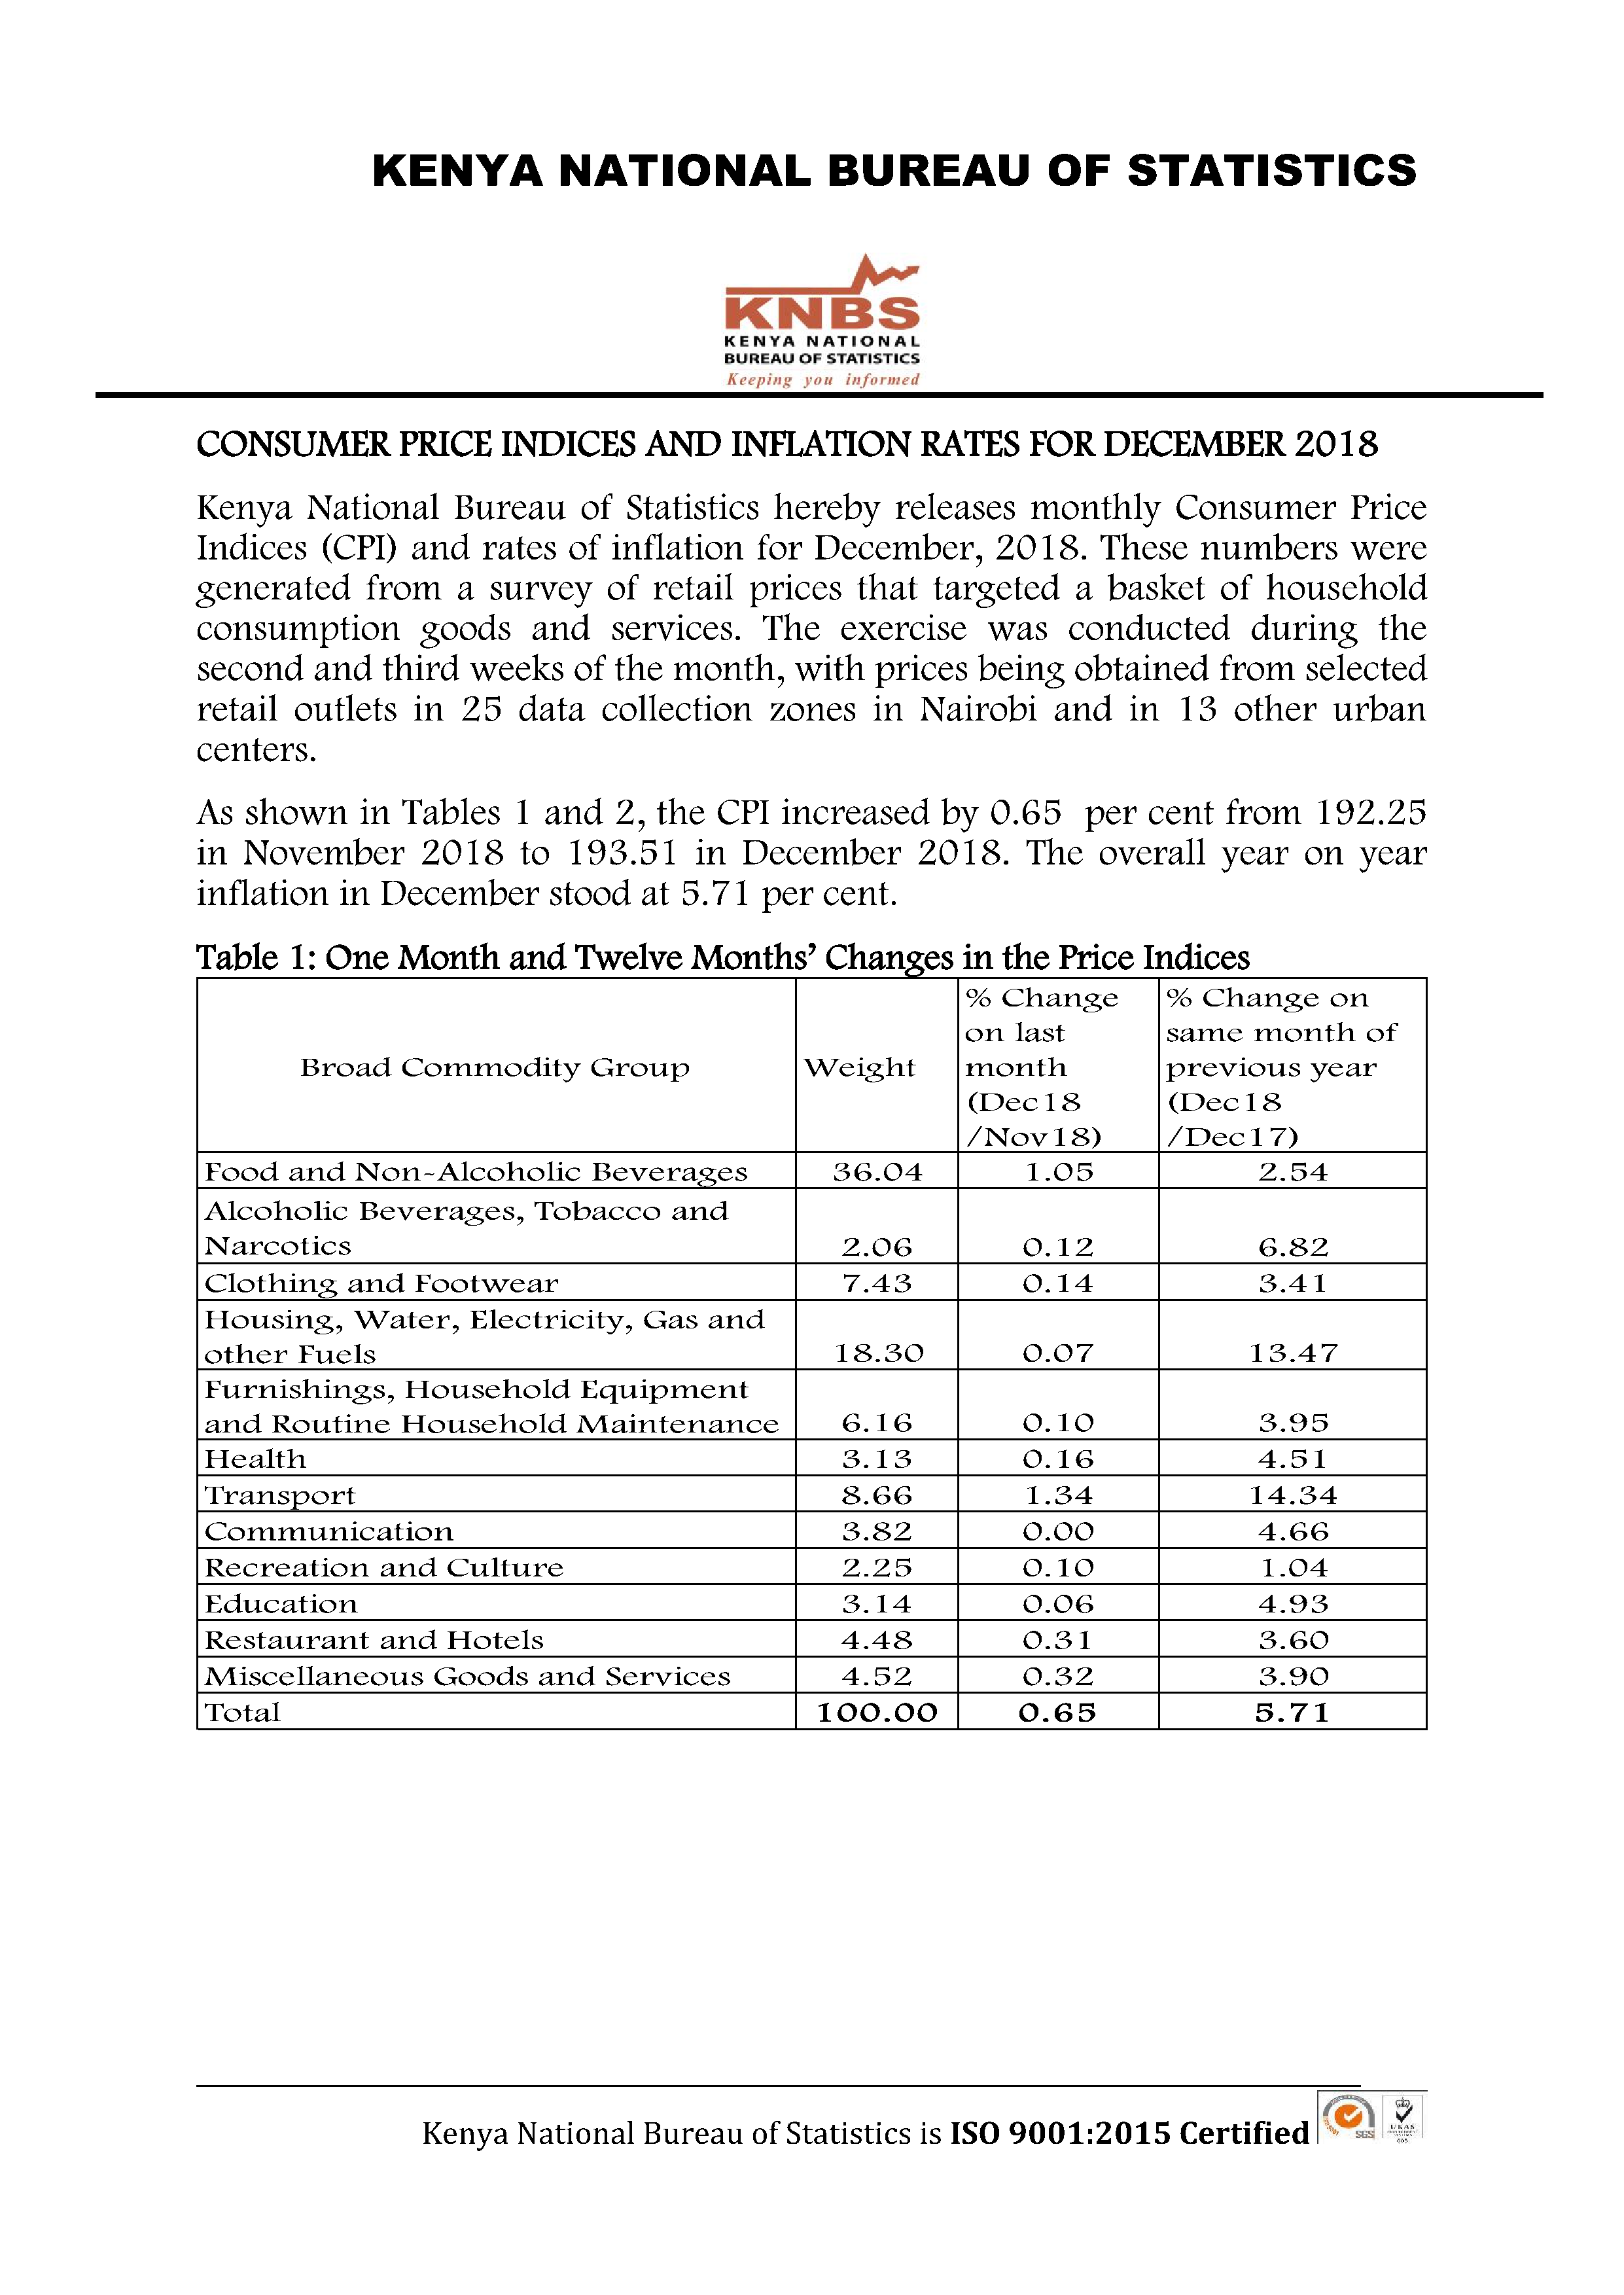 KENYA NATIONAL BUREAU OF STATISTICS
KNBS
KENYA NATIONAL
BUREAU OF STATISTICS
Keeping you informed
CONSUMER PRICE INDICES AND INFLATION RATES FOR DECEMBER 2018
Kenya National Bureau of Statistics hereby releases monthly Consumer Price
Indices (CPI) and rates of inflation for December, 2018. These numbers were
generated from a survey of retail prices that targeted a basket of household
consumption goods and services. The exercise was conducted during the
second and third weeks of the month, with prices being obtained from selected
retail outlets in 25 data collection zones in Nairobi and in 13 other urban
centers.
As shown in Tables 1 and 2, the CPI increased by 0.65 per cent from 192.25
in November 2018 to 193.51 in December 2018. The overall year on year
inflation in December stood at 5.71 per cent.
Table 1: One Month and Twelve Months' Changes in the Price Indices
Broad Commodity Group Weight % Change on last month (Dec18 /Nov18) % Change on same month of previous year (Dec18 /Dec17)
Food and Non-Alcoholic Beverages 36.04 1.05 2.54
Alcoholic Beverages, Tobacco and
Narcotics 2.06 0.12 6.82
Clothing and Footwear 7.43 0.14 3.41
Housing, Water, Electricity, Gas and
other Fuels 18.30 0.07 13.47
Furnishings, Household Equipment
and Routine Household Maintenance 6.16 0.10 3.95
Health 3.13 0.16 4.51
Transport 8.66 1.34 14.34
Communication 3.82 0.00 4.66
Recreation and Culture 2.25 0.10 1.04
Education 3.14 0.06 4.93
Restaurant and Hotels 4.48 0.31 3.60
Miscellaneous Goods and Services 4.52 0.32 3.90
Total 100.00 0.65 5.71
Kenya National Bureau of Statistics is ISO 9001:2015 Certified
SGS
UKAS